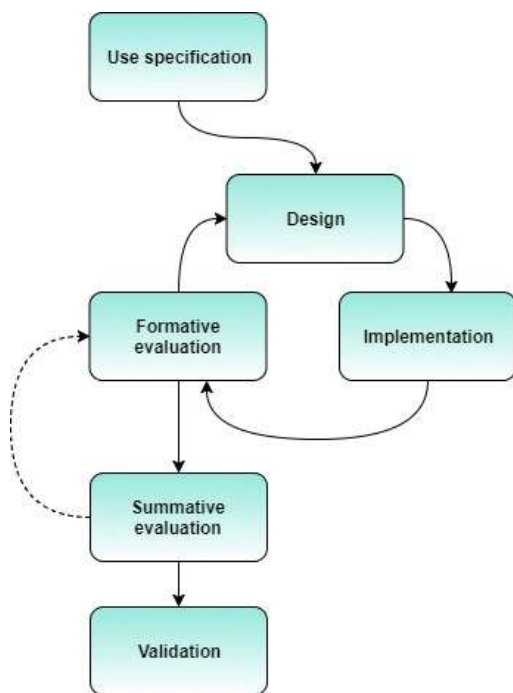 Use specification
Design
Formative
evaluation
Implementation
Summative
evaluation
Validation